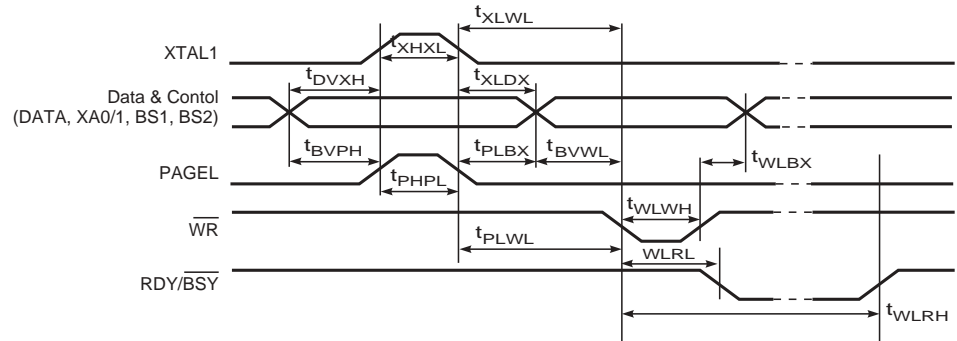 tXLWL
XTAL1
tXHXL
tDVXH
tXLDX
Data & Contol
(DATA, XA0/1, BS1, BS2)
tBVPH
tPLBX
tBVWL
tWLBX
PAGEL
tPHPL
tWLWH
WR
tPLWL
WLRL
RDY/BSY
tWLRH